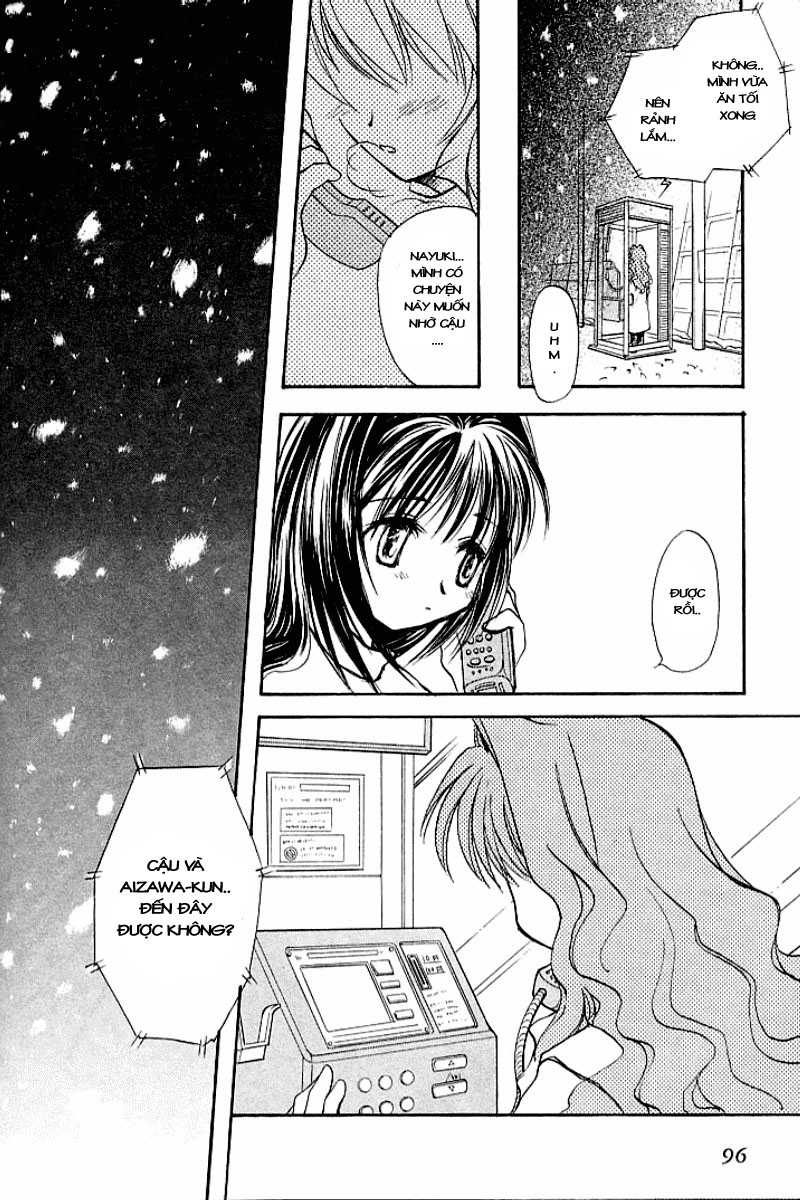 KHÔNG..
MÌNH VỪA
ĂN TỐI
XONG
NÊN
RẢNH
LẮM...
UHM.
NAYUKI...
MÌNH CÓ
CHUYỆN
NÀY MUỐN
NHỜ CẬU
....
ĐƯỢC
RỒI..
CẬU VÀ
AIZAWA-KUN..
ĐẾN ĐÂY
ĐƯỢC KHÔNG?
96